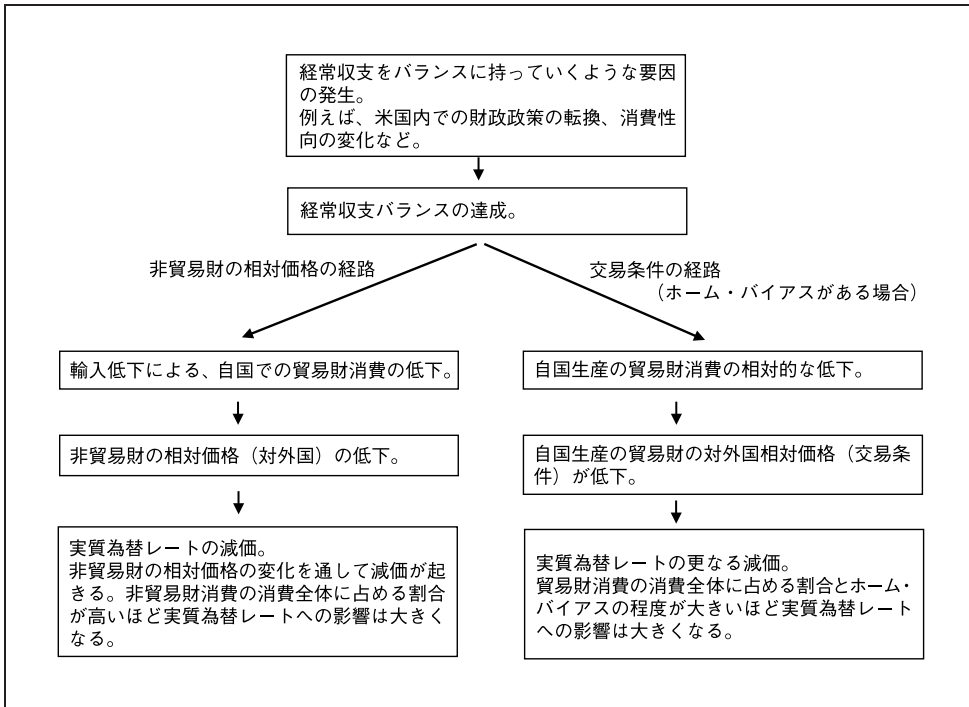 経常収支をバランスに持っていくような要因
の発生。
例えば、米国内での財政政策の転換、消費性
向の変化など。
経常収支バランスの達成。
非貿易財の相対価格の経路
交易条件の経路
（ホーム・バイアスがある場合）
輸入低下による、自国での貿易財消費の低下。
自国生産の貿易財消費の相対的な低下。
非貿易財の相対価格（対外国）の低下。
自国生産の貿易財の対外国相対価格（交易条
件）が低下。
実質為替レートの減価。
非貿易財の相対価格の変化を通して減価が起
きる。非貿易財消費の消費全体に占める割合
が高いほど実質為替レートへの影響は大きく
なる。
実質為替レートの更なる減価。
貿易財消費の消費全体に占める割合とホーム・
バイアスの程度が大きいほど実質為替レート
への影響は大きくなる。